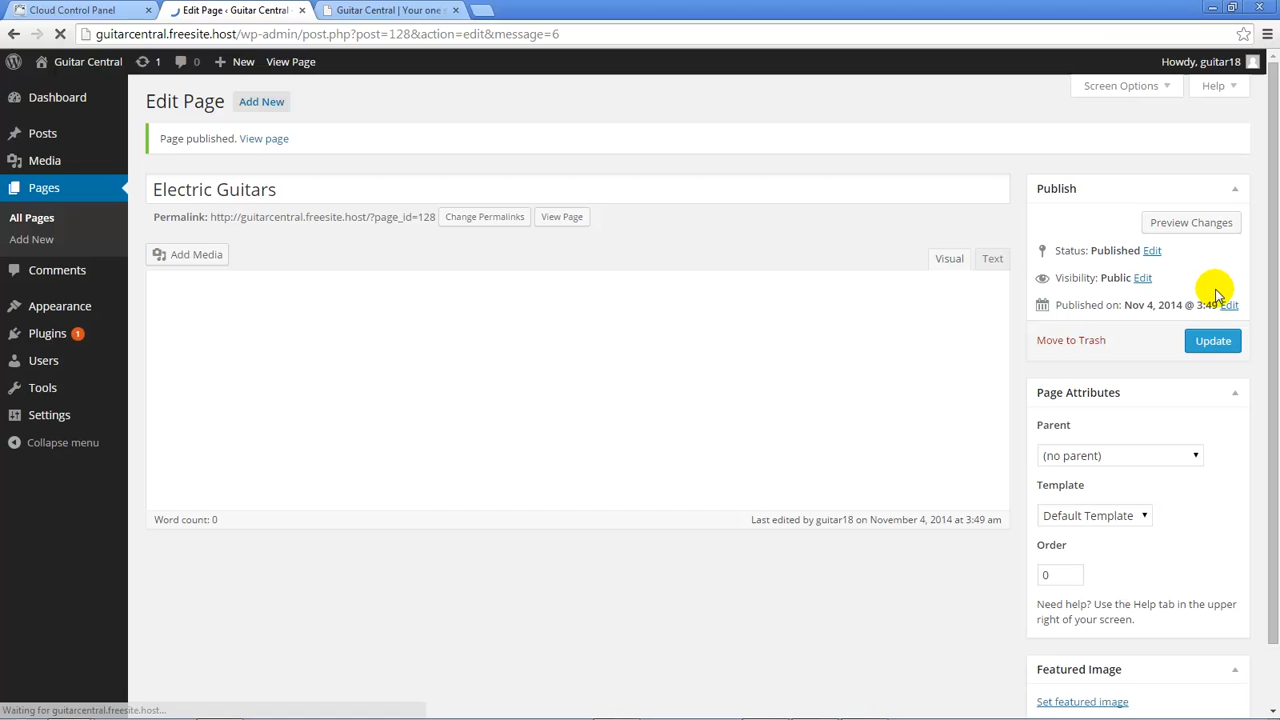 Cloud Control Panel
Edit Page ‹ Guitar Central
Guitar Central | Your one
guitarcentral.freesite.host/wp-admin/post.php?post=128&action=edit&message=6
Guitar Central 1 0 New View Page Howdy, guitar18
Screen Options Help
Edit Page Add New
Page published. View page
Dashboard
Posts
Media
Pages
All Pages
Add New
Comments
Appearance
Plugins 1
Users
Tools
Settings
Collapse menu
Electric Guitars
Permalink: http://guitarcentral.freesite.host/?page_id=128 Change Permalinks View Page
Add Media
Visual Text
Word count: 0
Last edited by guitar18 on November 4, 2014 at 3:49 am
Publish
Preview Changes
Status: Published Edit
Visibility: Public Edit
Published on: Nov 4, 2014 @ 3:49 Edit
Move to Trash Update
Page Attributes
Parent
(no parent)
Template
Default Template
Order
0
Need help? Use the Help tab in the upper
right of your screen.
Featured Image
Set featured image
Waiting for guitarcentral.freesite.host...